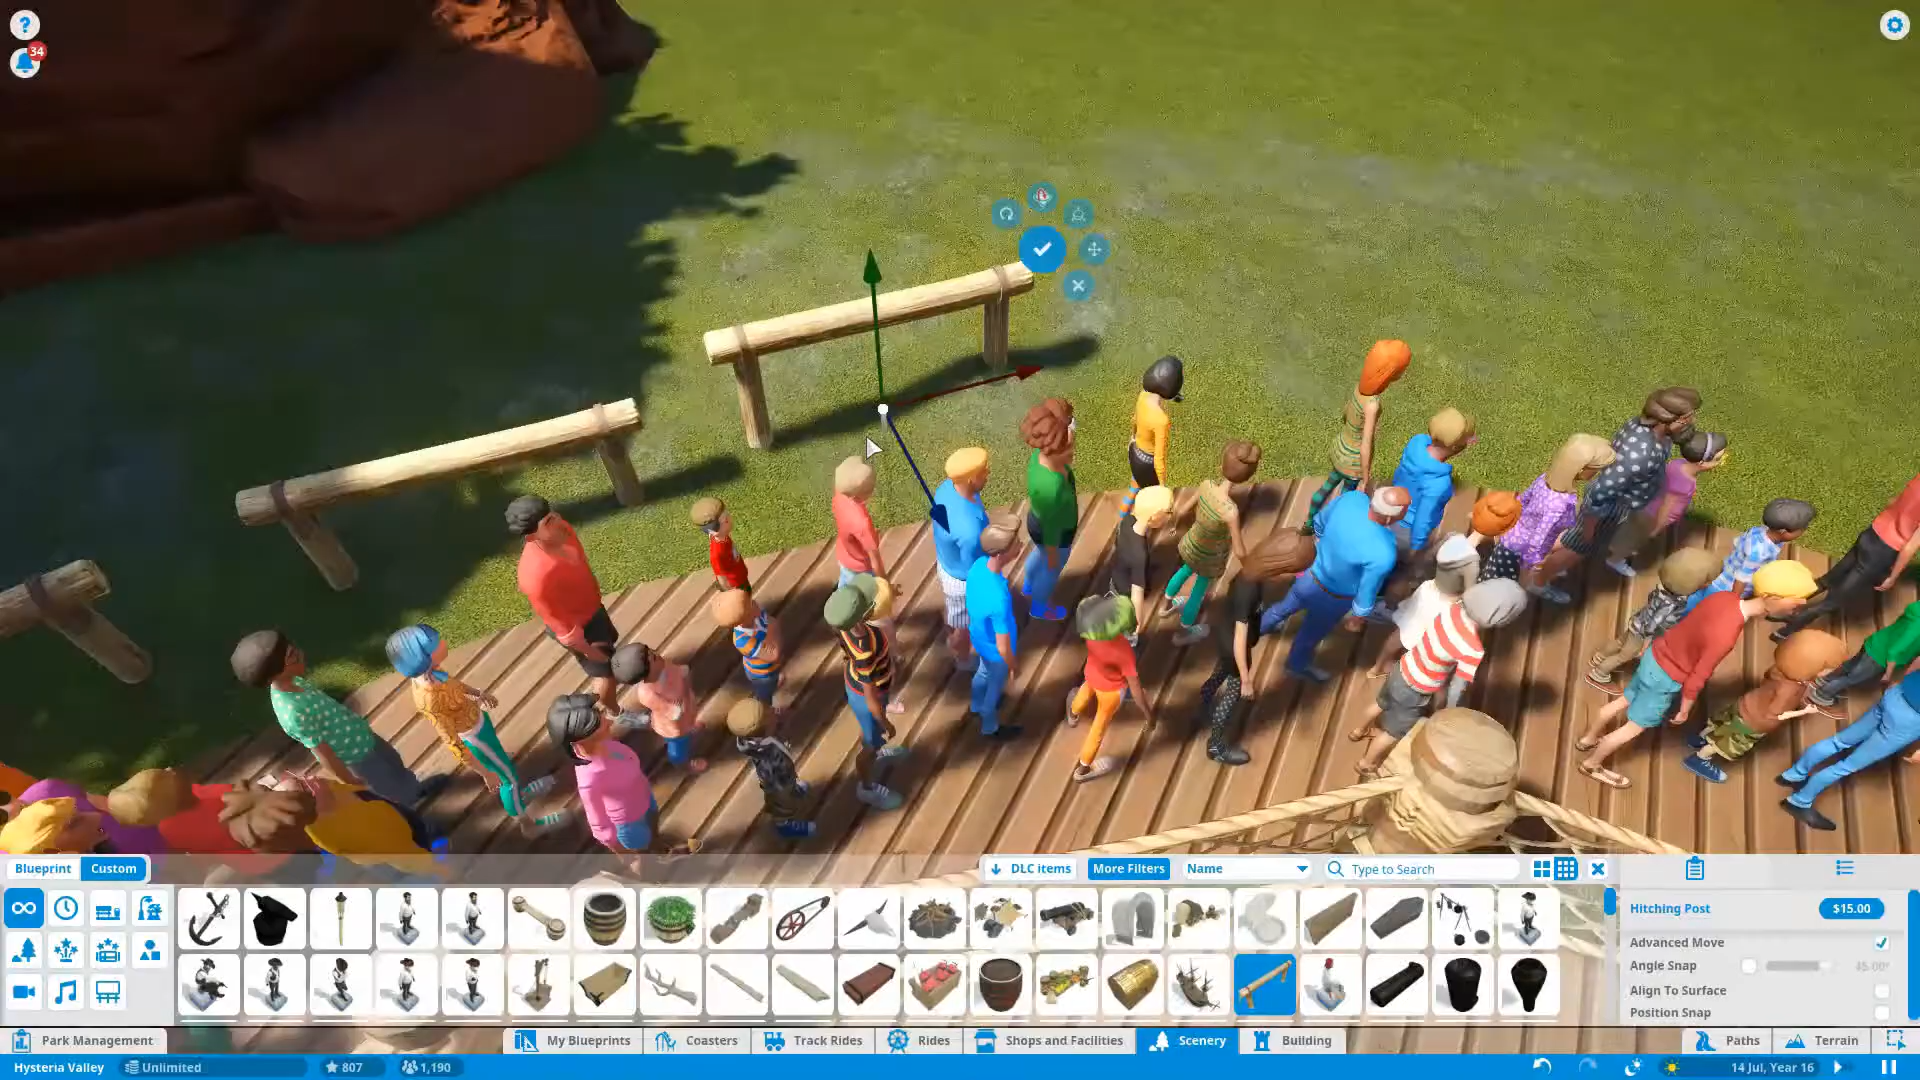 ?
34
Blueprint
Custom
DLC items
More Filters
Name
Type to Search
Hitching Post
$15.00
Advanced Move
Angle Snap
45.00°
Align To Surface
Position Snap
Park Management
My Blueprints
Coasters
Track Rides
Rides
Shops and Facilities
Scenery
Building
Paths
Terrain
Hysteria Valley
Unlimited
807
1,190
14 Jul, Year 16